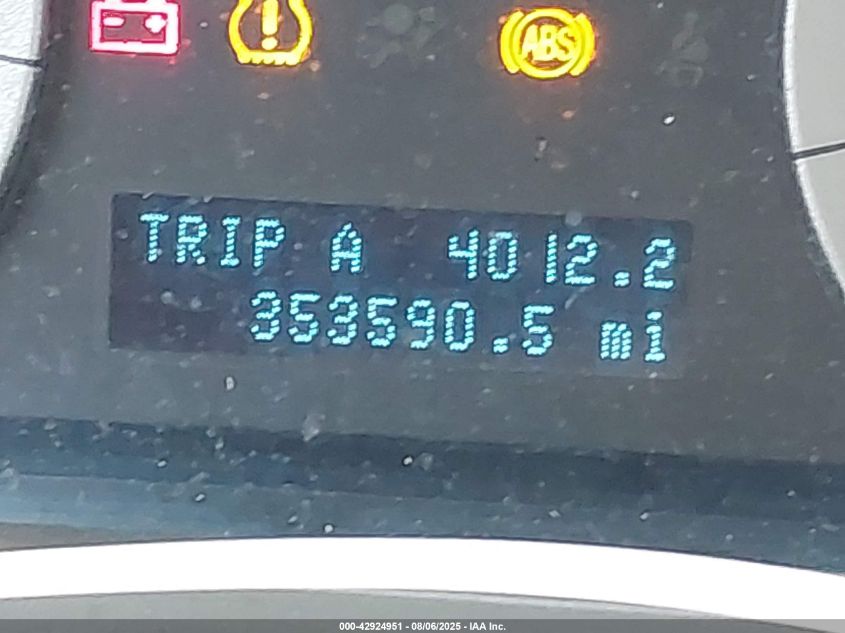 ABS
TRIP A 4012.2
353590.5 mi
000-42924951 - 08/06/2025 - IAA Inc.